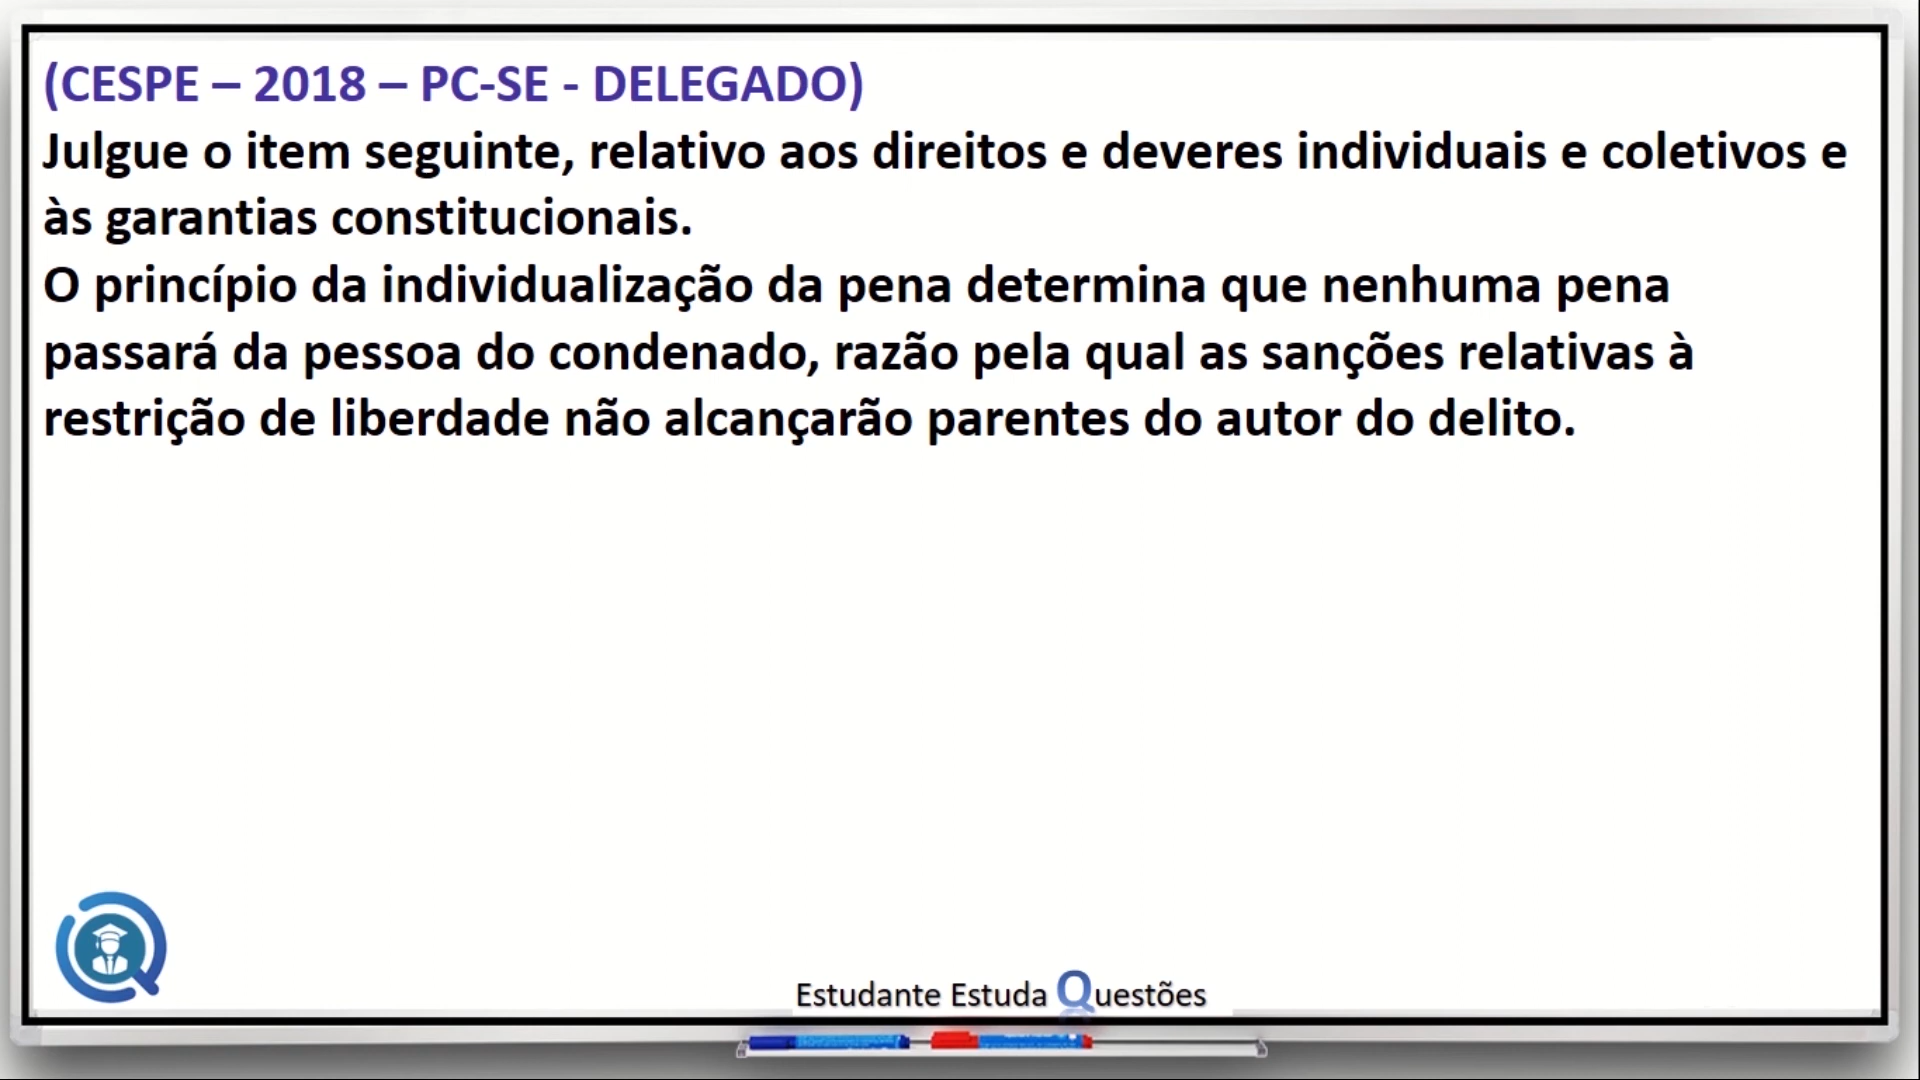 (CESPE – 2018 – PC-SE - DELEGADO)
Julgue o item seguinte, relativo aos direitos e deveres individuais e coletivos e
às garantias constitucionais.
O princípio da individualização da pena determina que nenhuma pena
passará da pessoa do condenado, razão pela qual as sanções relativas à
restrição de liberdade não alcançarão parentes do autor do delito.
Estudante Estuda Questões